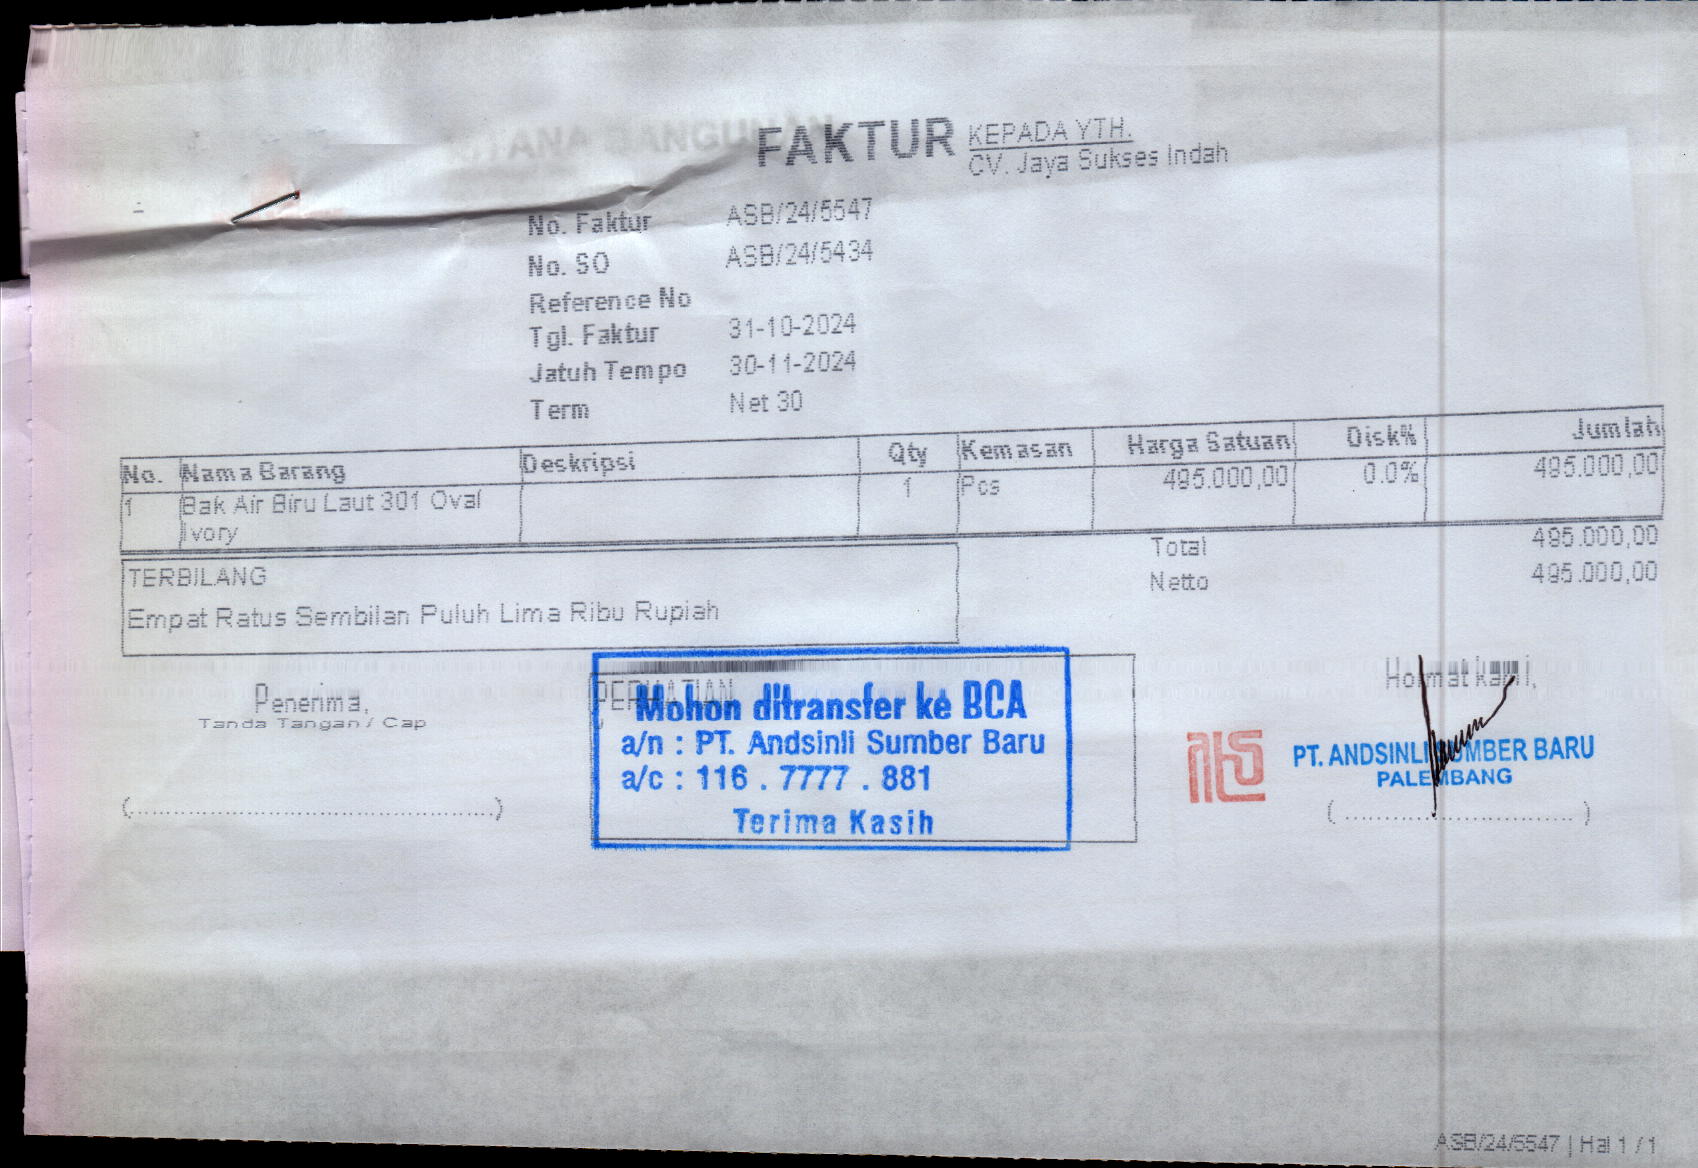 FAKTUR
KEPADA YTH.
CV. Jaya Sukses Indah
No. Faktur ASB/24/5547
No. SO ASB/24/5434
Reference No
Tgl. Faktur 31-10-2024
Jatuh Tempo 30-11-2024
Term Net 30
No. Nama Barang Deskripsi Qty Kemasan Harga Satuan Disk% Jumlah
1 Bak Air Biru Laut 301 Oval 1 Pcs 495.000,00 0.0% 495.000,00
Ivory
Total 495.000,00
Netto 495.000,00
TERBILANG
Empat Ratus Sembilan Puluh Lima Ribu Rupiah
Penerima,
Tanda Tangan / Cap
(..................................................)
PERHATIAN
Mohon ditransfer ke BCA
a/n : PT. Andsinli Sumber Baru
a/c : 116 . 7777 . 881
Terima Kasih
Hormat kami,
PT. ANDSINLI SUMBER BARU
PALEMBANG
( ................................ )
ASB/24/5547 | Hal 1 / 1